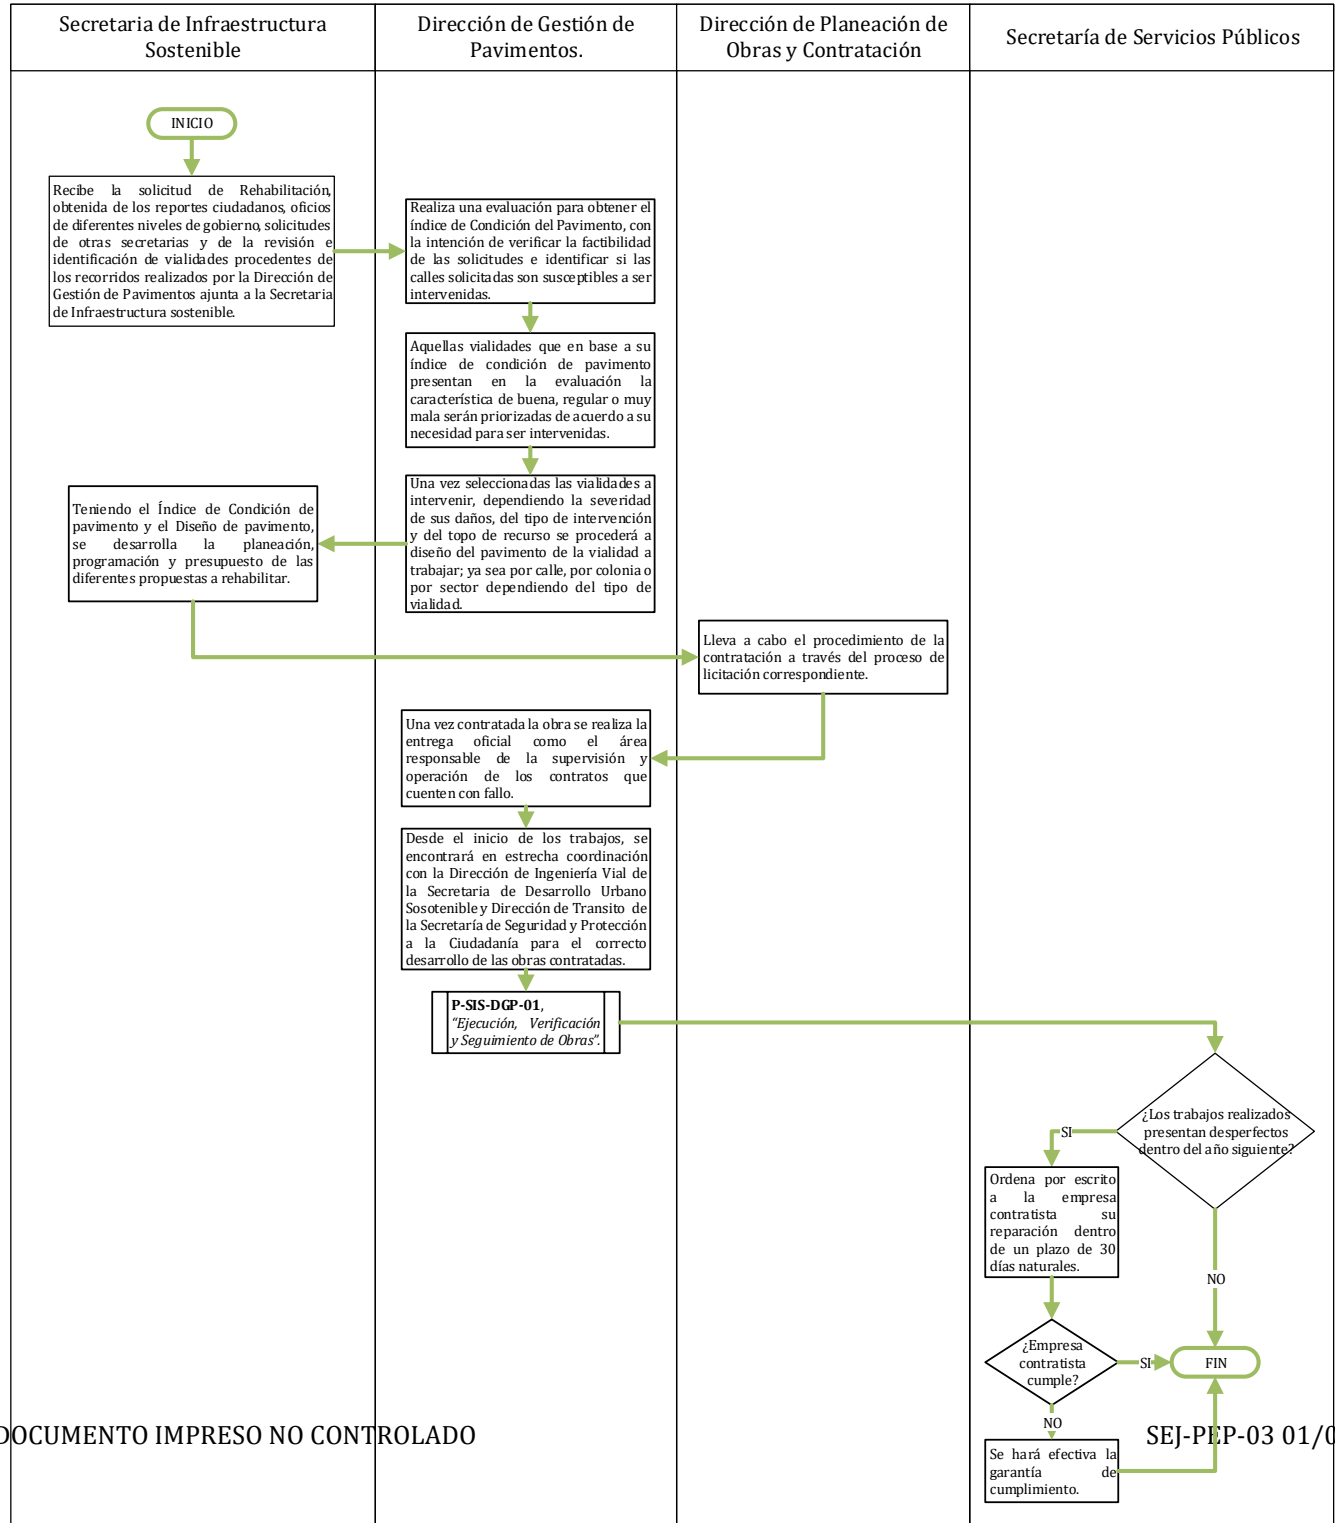 Secretaria de Infraestructura
Sostenible
Dirección de Gestión de
Pavimentos.
Dirección de Planeación de
Obras y Contratación
Secretaría de Servicios Públicos
INICIO
Recibe la solicitud de Rehabilitación,
obtenida de los reportes ciudadanos, oficios
de diferentes niveles de gobierno, solicitudes
de otras secretarias y de la revisión e
identificación de vialidades procedentes de
los recorridos realizados por la Dirección de
Gestión de Pavimentos ajunta a la Secretaria
de Infraestructura sostenible.
Realiza una evaluación para obtener el
índice de Condición del Pavimento, con
la intención de verificar la factibilidad
de las solicitudes e identificar si las
calles solicitadas son susceptibles a ser
intervenidas.
Aquellas vialidades que en base a su
índice de condición de pavimento
presentan en la evaluación la
característica de buena, regular o muy
mala serán priorizadas de acuerdo a su
necesidad para ser intervenidas.
Una vez seleccionadas las vialidades a
intervenir, dependiendo la severidad
de sus daños, del tipo de intervención
y del topo de recurso se procederá a
diseño del pavimento de la vialidad a
trabajar; ya sea por calle, por colonia o
por sector dependiendo del tipo de
vialidad.
Teniendo el Índice de Condición de
pavimento y el Diseño de pavimento,
se desarrolla la planeación,
programación y presupuesto de las
diferentes propuestas a rehabilitar.
Lleva a cabo el procedimiento de la
contratación a través del proceso de
licitación correspondiente.
Una vez contratada la obra se realiza la
entrega oficial como el área
responsable de la supervisión y
operación de los contratos que
cuenten con fallo.
Desde el inicio de los trabajos, se
encontrará en estrecha coordinación
con la Dirección de Ingeniería Vial de
la Secretaria de Desarrollo Urbano
Sosotenible y Dirección de Transito de
la Secretaría de Seguridad y Protección
a la Ciudadanía para el correcto
desarrollo de las obras contratadas.
P-SIS-DGP-01,
“Ejecución, Verificación
y Seguimiento de Obras”.
¿Los trabajos realizados
presentan desperfectos
dentro del año siguiente?
SI
Ordena por escrito
a la empresa
contratista su
reparación dentro
de un plazo de 30
días naturales.
NO
¿Empresa
contratista
cumple?
SI
FIN
NO
Se hará efectiva la
garantía de
cumplimiento.
DOCUMENTO IMPRESO NO CONTROLADO
SEJ-PEP-03 01/0